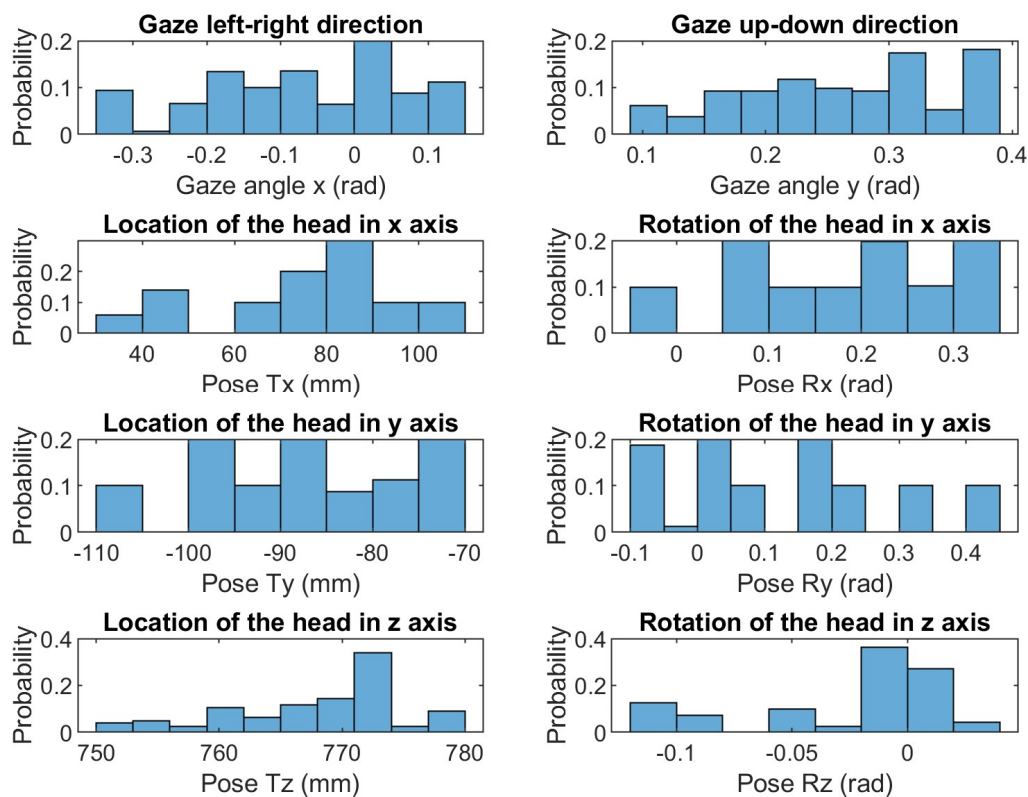 Gaze left-right direction
Probability
0.2
0.1
0
-0.3 -0.2 -0.1 0 0.1
Gaze angle x (rad)
Gaze up-down direction
Probability
0.2
0.1
0
0.1 0.2 0.3 0.4
Gaze angle y (rad)
Location of the head in x axis
Probability
0.2
0.1
0
40 60 80 100
Pose Tx (mm)
Rotation of the head in x axis
Probability
0.2
0.1
0
0 0.1 0.2 0.3
Pose Rx (rad)
Location of the head in y axis
Probability
0.2
0.1
0
-110 -100 -90 -80 -70
Pose Ty (mm)
Rotation of the head in y axis
Probability
0.2
0.1
0
-0.1 0 0.1 0.2 0.3 0.4
Pose Ry (rad)
Location of the head in z axis
Probability
0.4
0.2
0
750 760 770 780
Pose Tz (mm)
Rotation of the head in z axis
Probability
0.4
0.2
0
-0.1 -0.05 0
Pose Rz (rad)